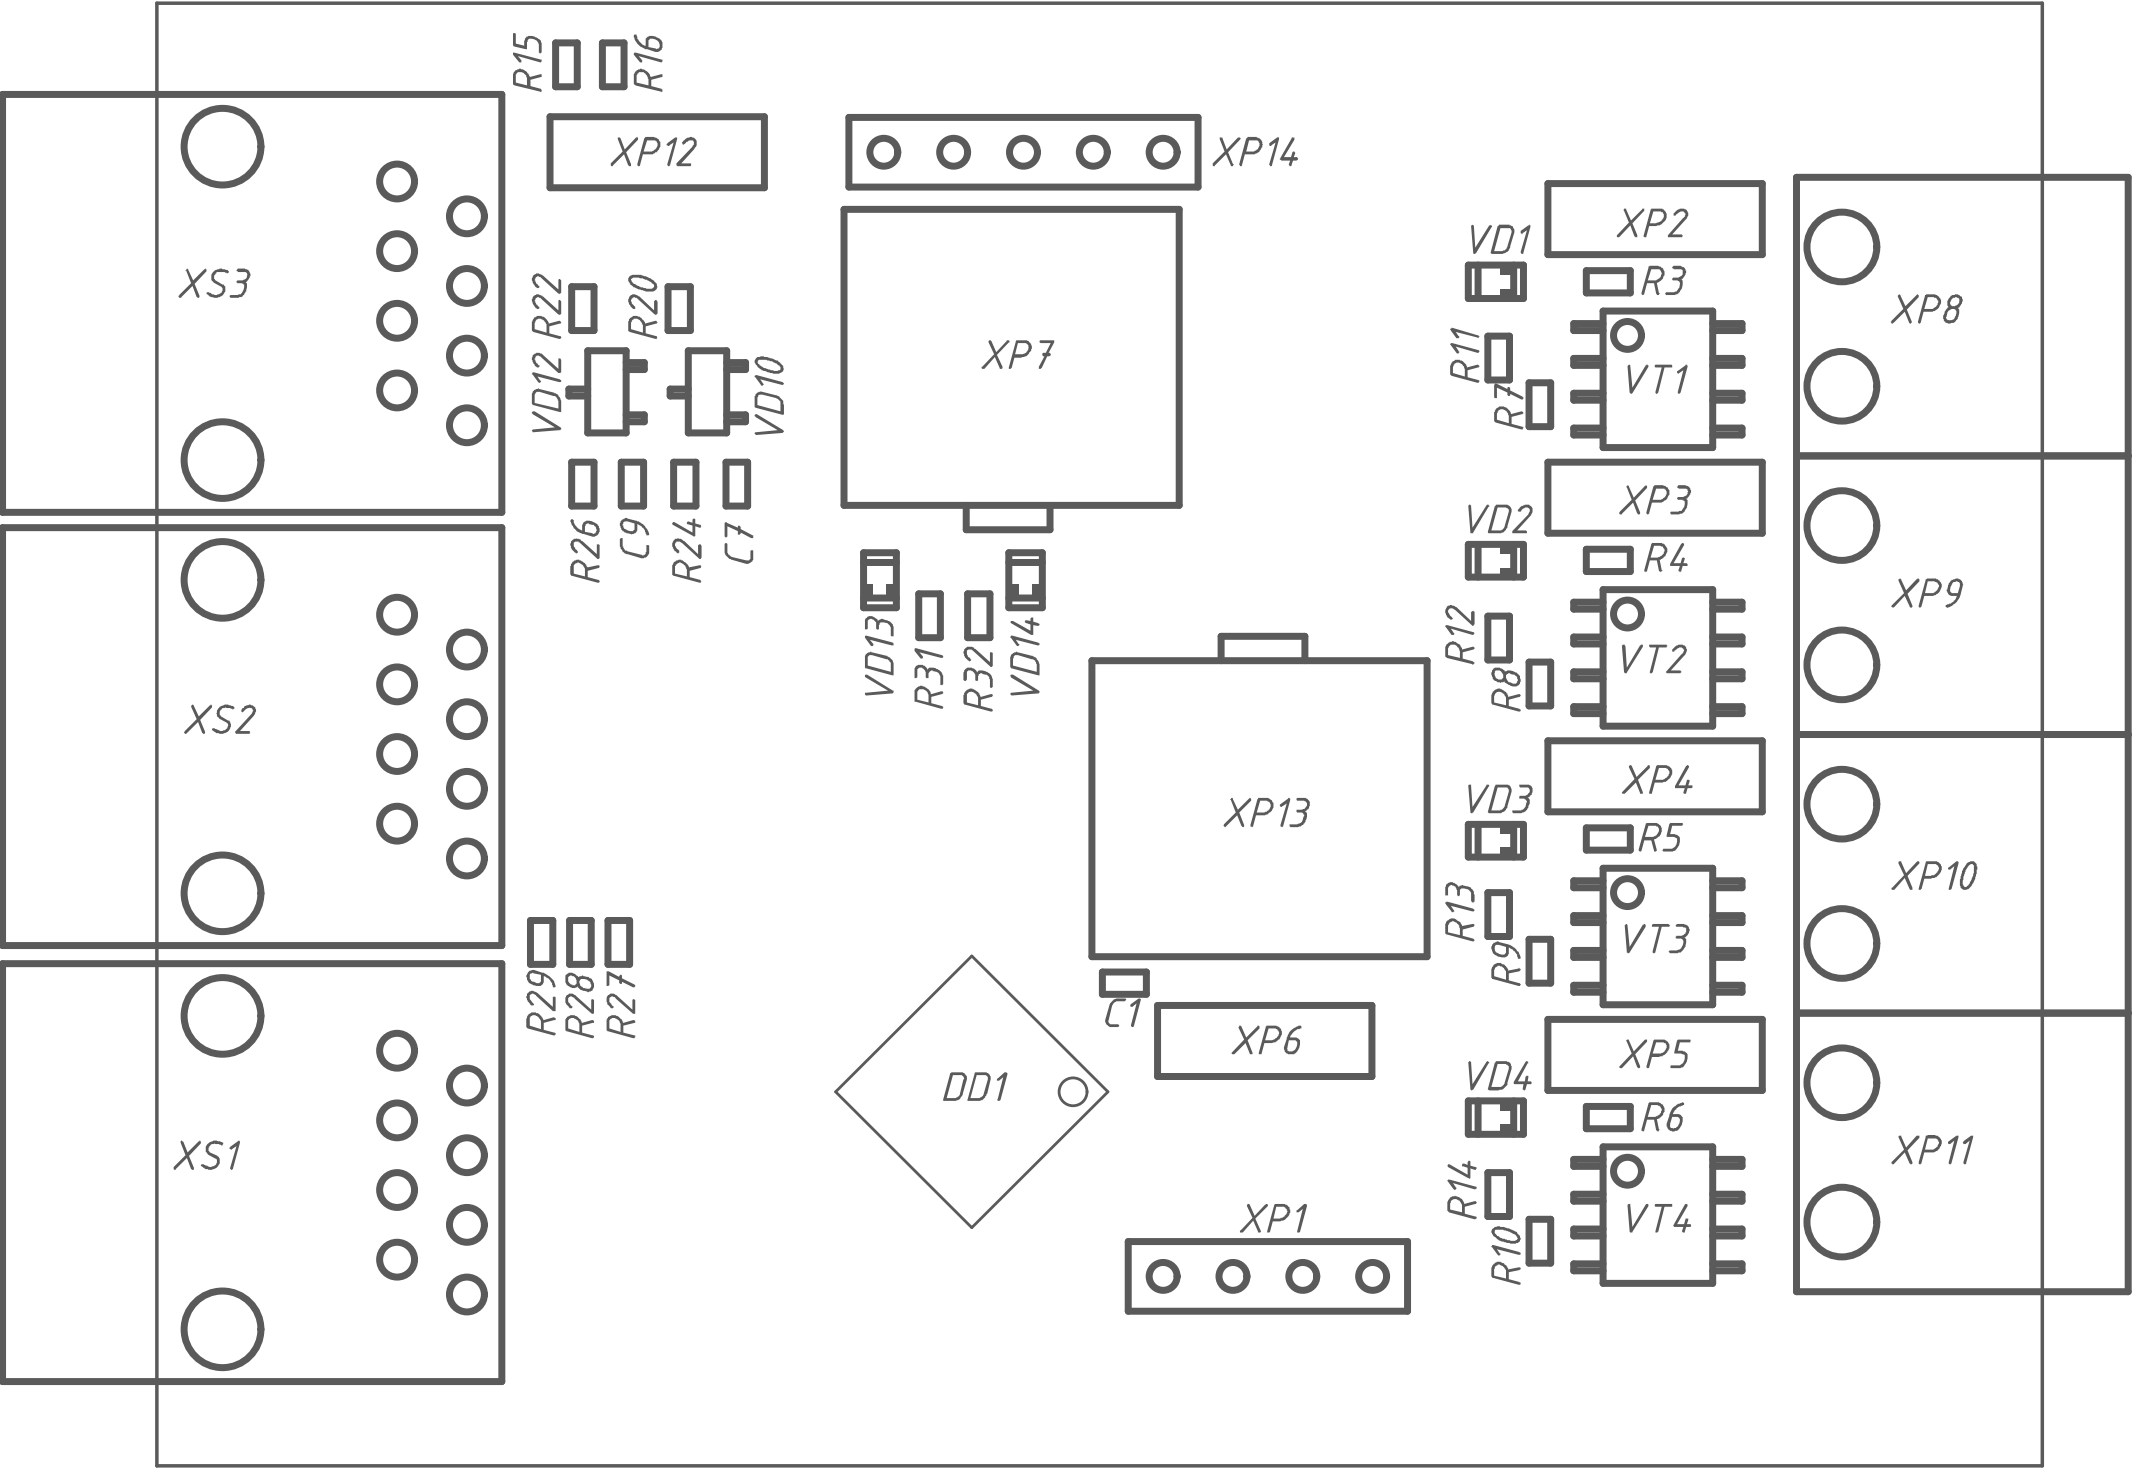 R15
R16
XP12
XP14
XP2
VD1
R3
XS3
R22
R20
XP8
XP7
R11
VT1
VD12
VD10
R7
XP3
VD2
R26
C9
R24
C7
R4
XP9
R12
VD13
R31
R32
VD14
VT2
R8
XS2
XP4
VD3
XP13
R5
XP10
R13
VT3
R9
R29
R28
R27
C1
XP6
XP5
VD4
DD1
R6
XS1
XP11
R14
XP1
VT4
R10